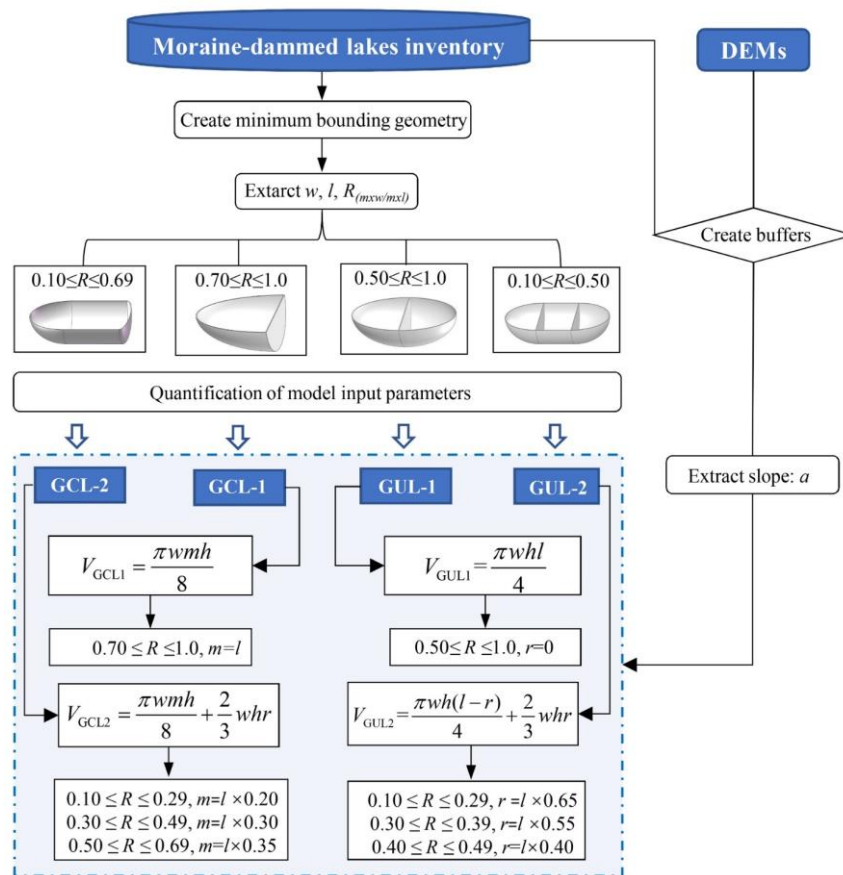 Moraine-dammed lakes inventory
DEMs
Create minimum bounding geometry
Extarct w, l, R(mxw/mxl)
Create buffers
0.10≤R≤0.69
0.70≤R≤1.0
0.50≤R≤1.0
0.10≤R≤0.50
Quantification of model input parameters
GCL-2
GCL-1
GUL-1
GUL-2
Extract slope: a
V_GCL1 = πwmh/8
V_GUL1 = πwhl/4
0.70 ≤ R ≤1.0, m=l
0.50≤ R ≤1.0, r=0
V_GCL2 = πwmh/8 + 2/3 whr
V_GUL2 = πwh(l−r)/4 + 2/3 whr
0.10 ≤ R ≤ 0.29, m=l ×0.20
0.30 ≤ R ≤ 0.49, m=l ×0.30
0.50 ≤ R ≤ 0.69, m=l×0.35
0.10 ≤ R ≤ 0.29, r =l ×0.65
0.30 ≤ R ≤ 0.39, r=l ×0.55
0.40 ≤ R ≤ 0.49, r=l×0.40